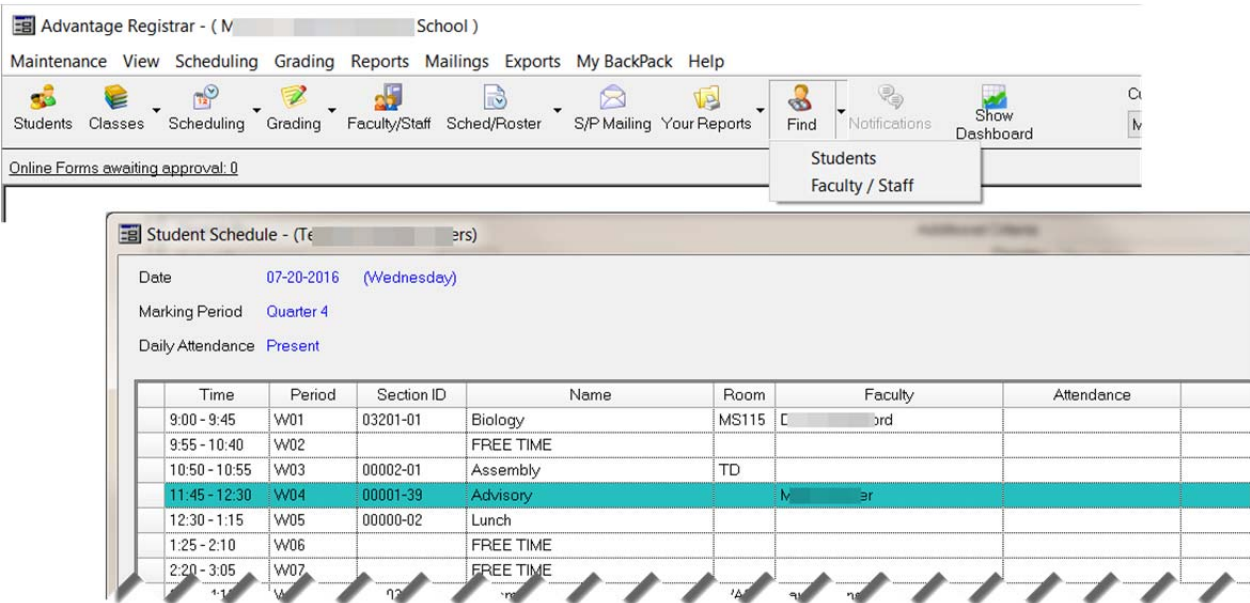 Advantage Registrar - ( M School )
Maintenance View Scheduling Grading Reports Mailings Exports My BackPack Help
Students Classes Scheduling Grading Faculty/Staff Sched/Roster S/P Mailing Your Reports Find Notifications Show Dashboard
Students
Faculty / Staff
Online Forms awaiting approval: 0
Student Schedule - (Te ers)
Date 07-20-2016 (Wednesday)
Marking Period Quarter 4
Daily Attendance Present
Time Period Section ID Name Room Faculty Attendance
9:00 - 9:45 W01 03201-01 Biology MS115 D ord
9:55 - 10:40 W02 FREE TIME
10:50 - 10:55 W03 00002-01 Assembly TD
11:45 - 12:30 W04 00001-39 Advisory M er
12:30 - 1:15 W05 00000-02 Lunch
1:25 - 2:10 W06 FREE TIME
2:20 - 3:05 W07 FREE TIME